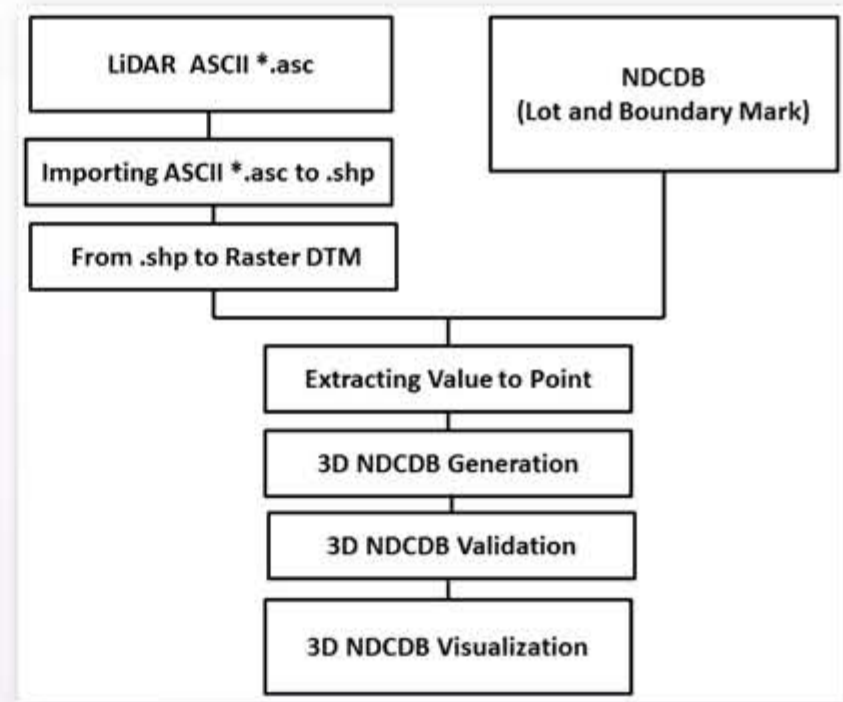 LiDAR ASCII *.asc
NDCDB
(Lot and Boundary Mark)
Importing ASCII *.asc to .shp
From .shp to Raster DTM
Extracting Value to Point
3D NDCDB Generation
3D NDCDB Validation
3D NDCDB Visualization